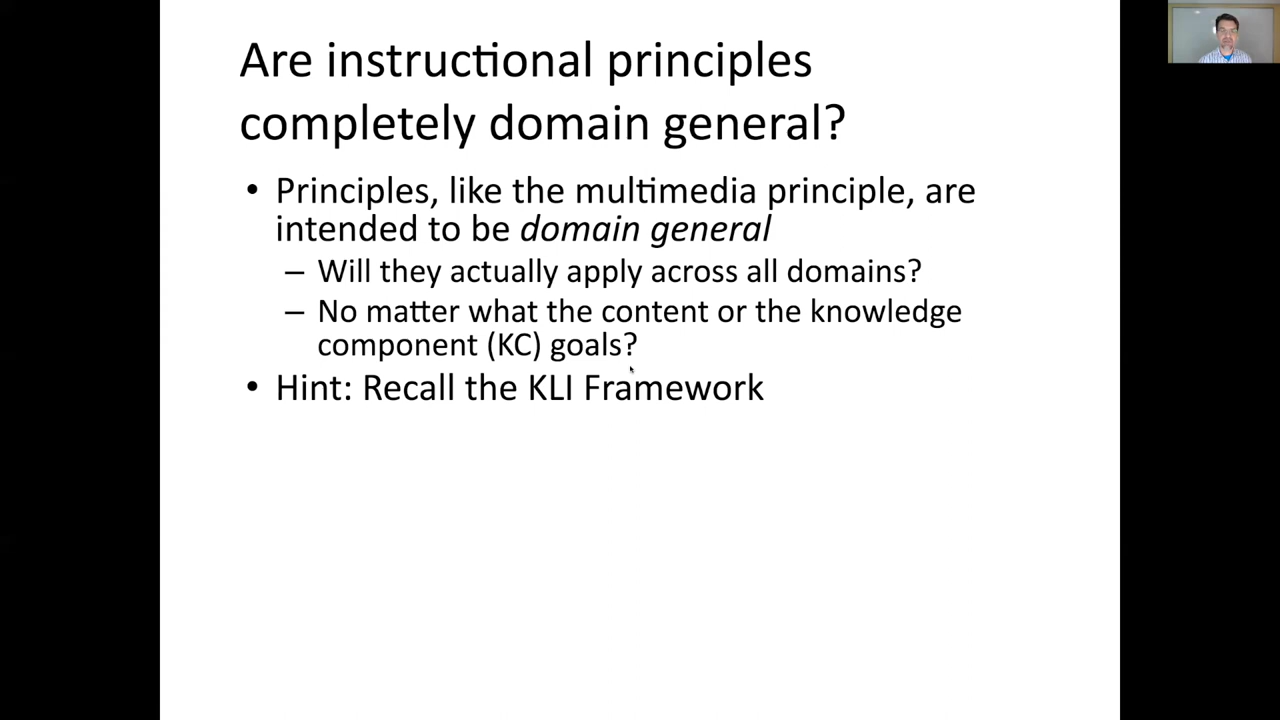 Are instructional principles
completely domain general?
• Principles, like the multimedia principle, are
intended to be domain general
– Will they actually apply across all domains?
– No matter what the content or the knowledge
component (KC) goals?
• Hint: Recall the KLI Framework